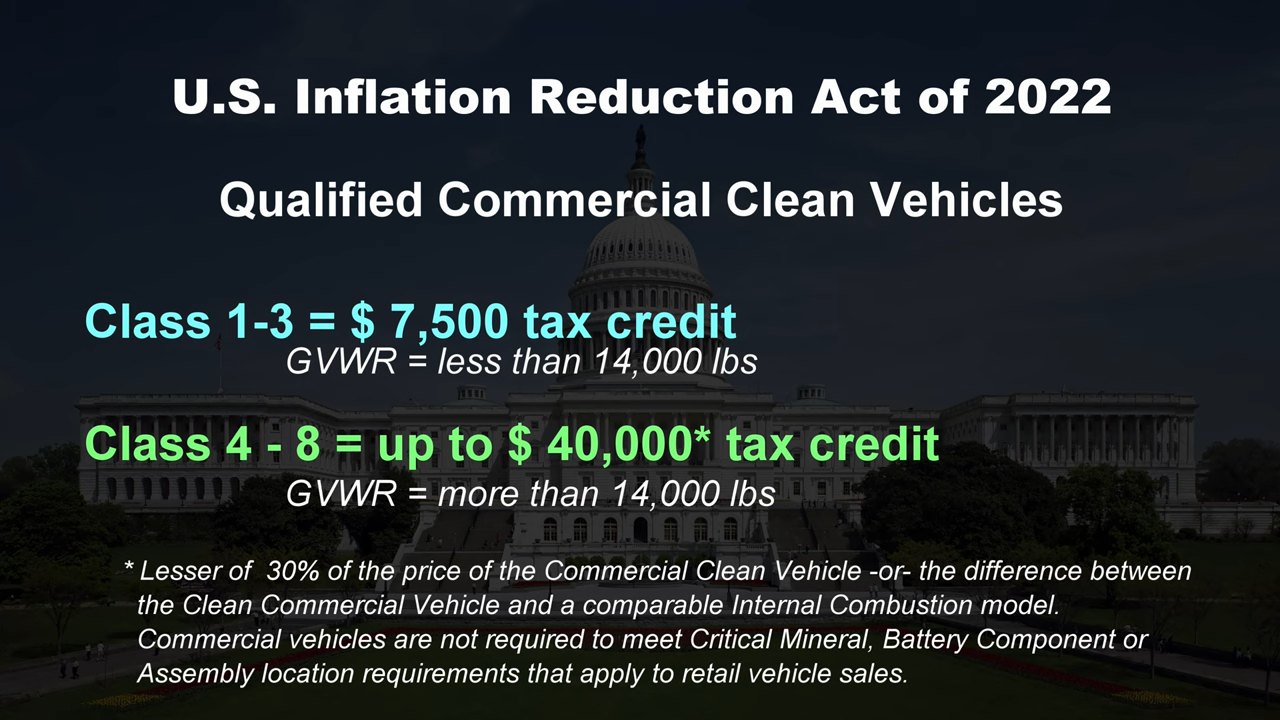 U.S. Inflation Reduction Act of 2022
Qualified Commercial Clean Vehicles
Class 1-3 = $ 7,500 tax credit
GVWR = less than 14,000 lbs
Class 4 - 8 = up to $ 40,000* tax credit
GVWR = more than 14,000 lbs
* Lesser of  30% of the price of the Commercial Clean Vehicle -or- the difference between
the Clean Commercial Vehicle and a comparable Internal Combustion model.
Commercial vehicles are not required to meet Critical Mineral, Battery Component or
Assembly location requirements that apply to retail vehicle sales.